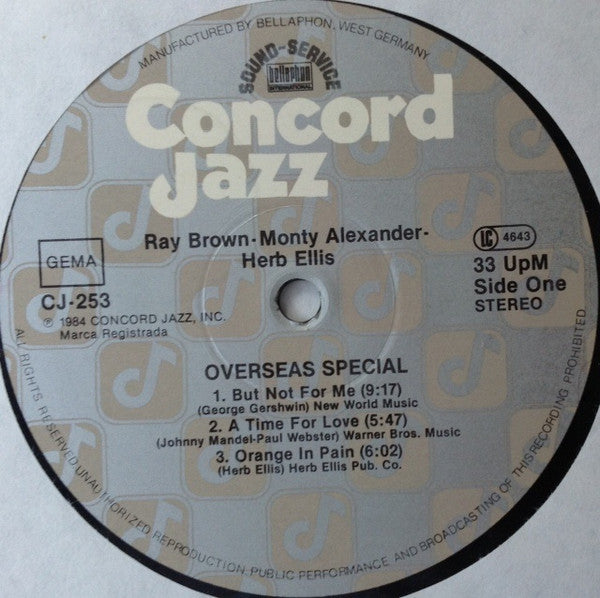 MANUFACTURED BY BELLAPHON, WEST GERMANY
SOUND-SERVICE
bellaphon
INTERNATIONAL
Concord
Jazz
Ray Brown-Monty Alexander-
Herb Ellis
GEMA
LC 4643
CJ-253
33 UpM
Side One
STEREO
℗ 1984 CONCORD JAZZ, INC.
Marca Registrada
OVERSEAS SPECIAL
1. But Not For Me (9:17)
(George Gershwin) New World Music
2. A Time For Love (5:47)
(Johnny Mandel-Paul Webster) Warner Bros. Music
3. Orange In Pain (6:02)
(Herb Ellis) Herb Ellis Pub. Co.
ALL RIGHTS RESERVED UNAUTHORIZED REPRODUCTION, PUBLIC PERFORMANCE AND BROADCASTING OF THIS RECORDING PROHIBITED